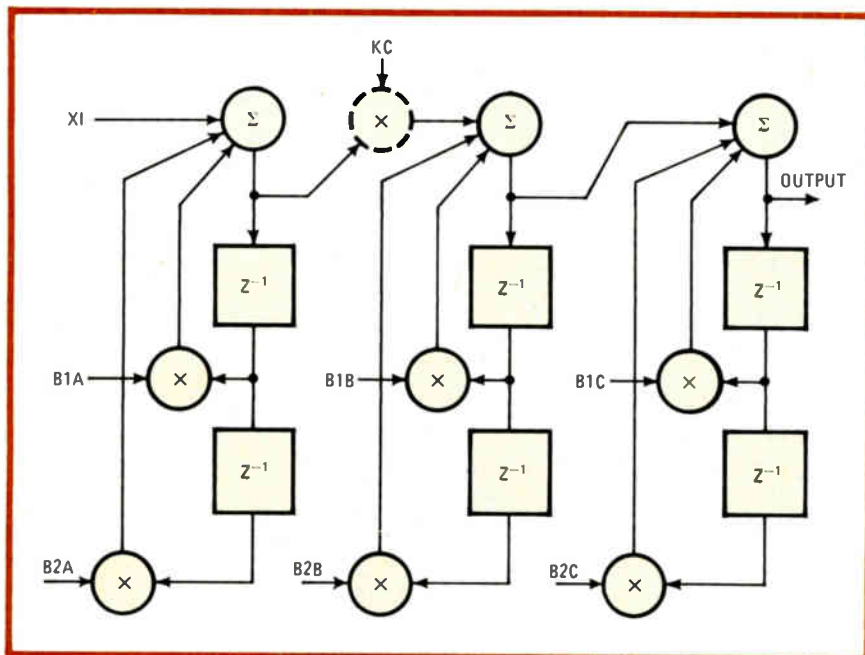 KC
XI
Σ
×
Σ
Σ
OUTPUT
Z⁻¹
Z⁻¹
Z⁻¹
B1A
×
B1B
×
B1C
×
Z⁻¹
Z⁻¹
Z⁻¹
B2A
×
B2B
×
B2C
×